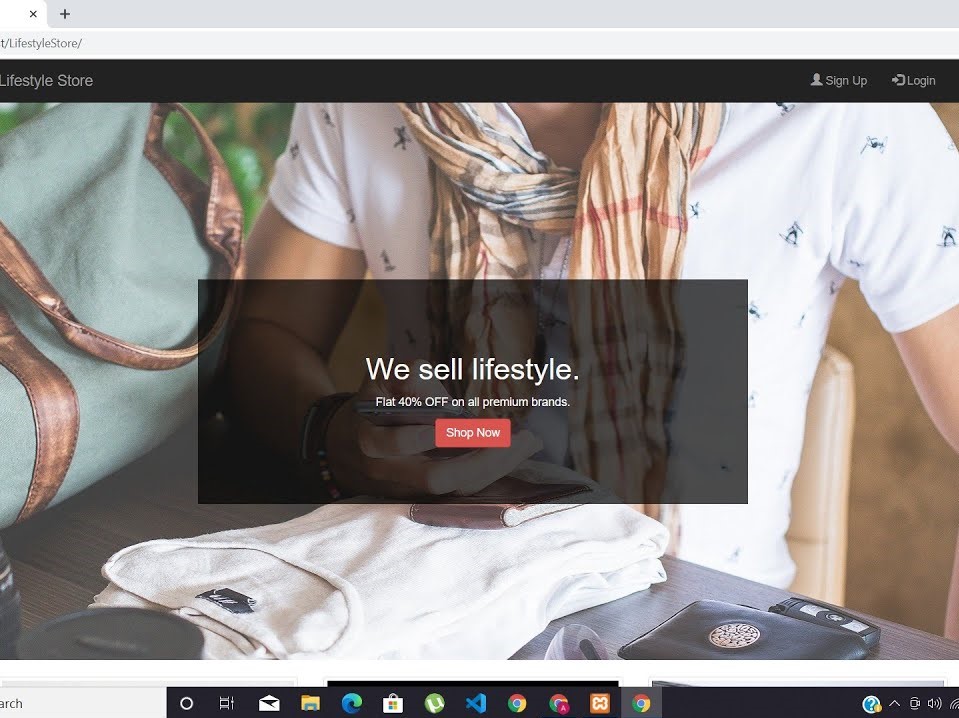 t/LifestyleStore/
Lifestyle Store
Sign Up
Login
We sell lifestyle.
Flat 40% OFF on all premium brands.
Shop Now
arch